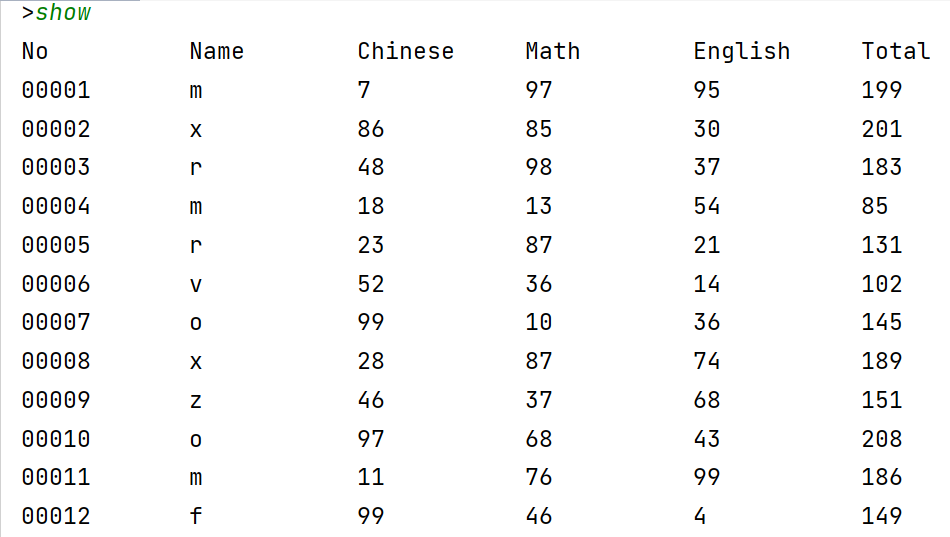 >show
No Name Chinese Math English Total
00001 m 7 97 95 199
00002 x 86 85 30 201
00003 r 48 98 37 183
00004 m 18 13 54 85
00005 r 23 87 21 131
00006 v 52 36 14 102
00007 o 99 10 36 145
00008 x 28 87 74 189
00009 z 46 37 68 151
00010 o 97 68 43 208
00011 m 11 76 99 186
00012 f 99 46 4 149